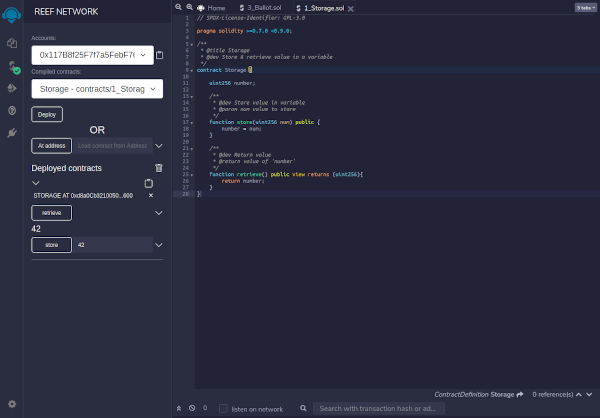 REEF NETWORK
Accounts:
0x117B8f25F7f7a5FebF76
Compiled contracts:
Storage - contracts/1_Storag
Deploy
OR
At address
Load contract from Address
Deployed contracts
STORAGE AT 0xd8a0Cb3210050...600
retrieve
42
store
42
Home
3_Ballot.sol
1_Storage.sol
3 tabs
1 // SPDX-License-Identifier: GPL-3.0
2
3 pragma solidity >=0.7.0 <0.9.0;
4
5 /**
6 * @title Storage
7 * @dev Store & retrieve value in a variable
8 */
9 contract Storage {
10
11 uint256 number;
12
13 /**
14 * @dev Store value in variable
15 * @param num value to store
16 */
17 function store(uint256 num) public {
18 number = num;
19 }
20
21 /**
22 * @dev Return value
23 * @return value of 'number'
24 */
25 function retrieve() public view returns (uint256){
26 return number;
27 }
28 }
ContractDefinition Storage
0 reference(s)
0
listen on network
Search with transaction hash or ad...